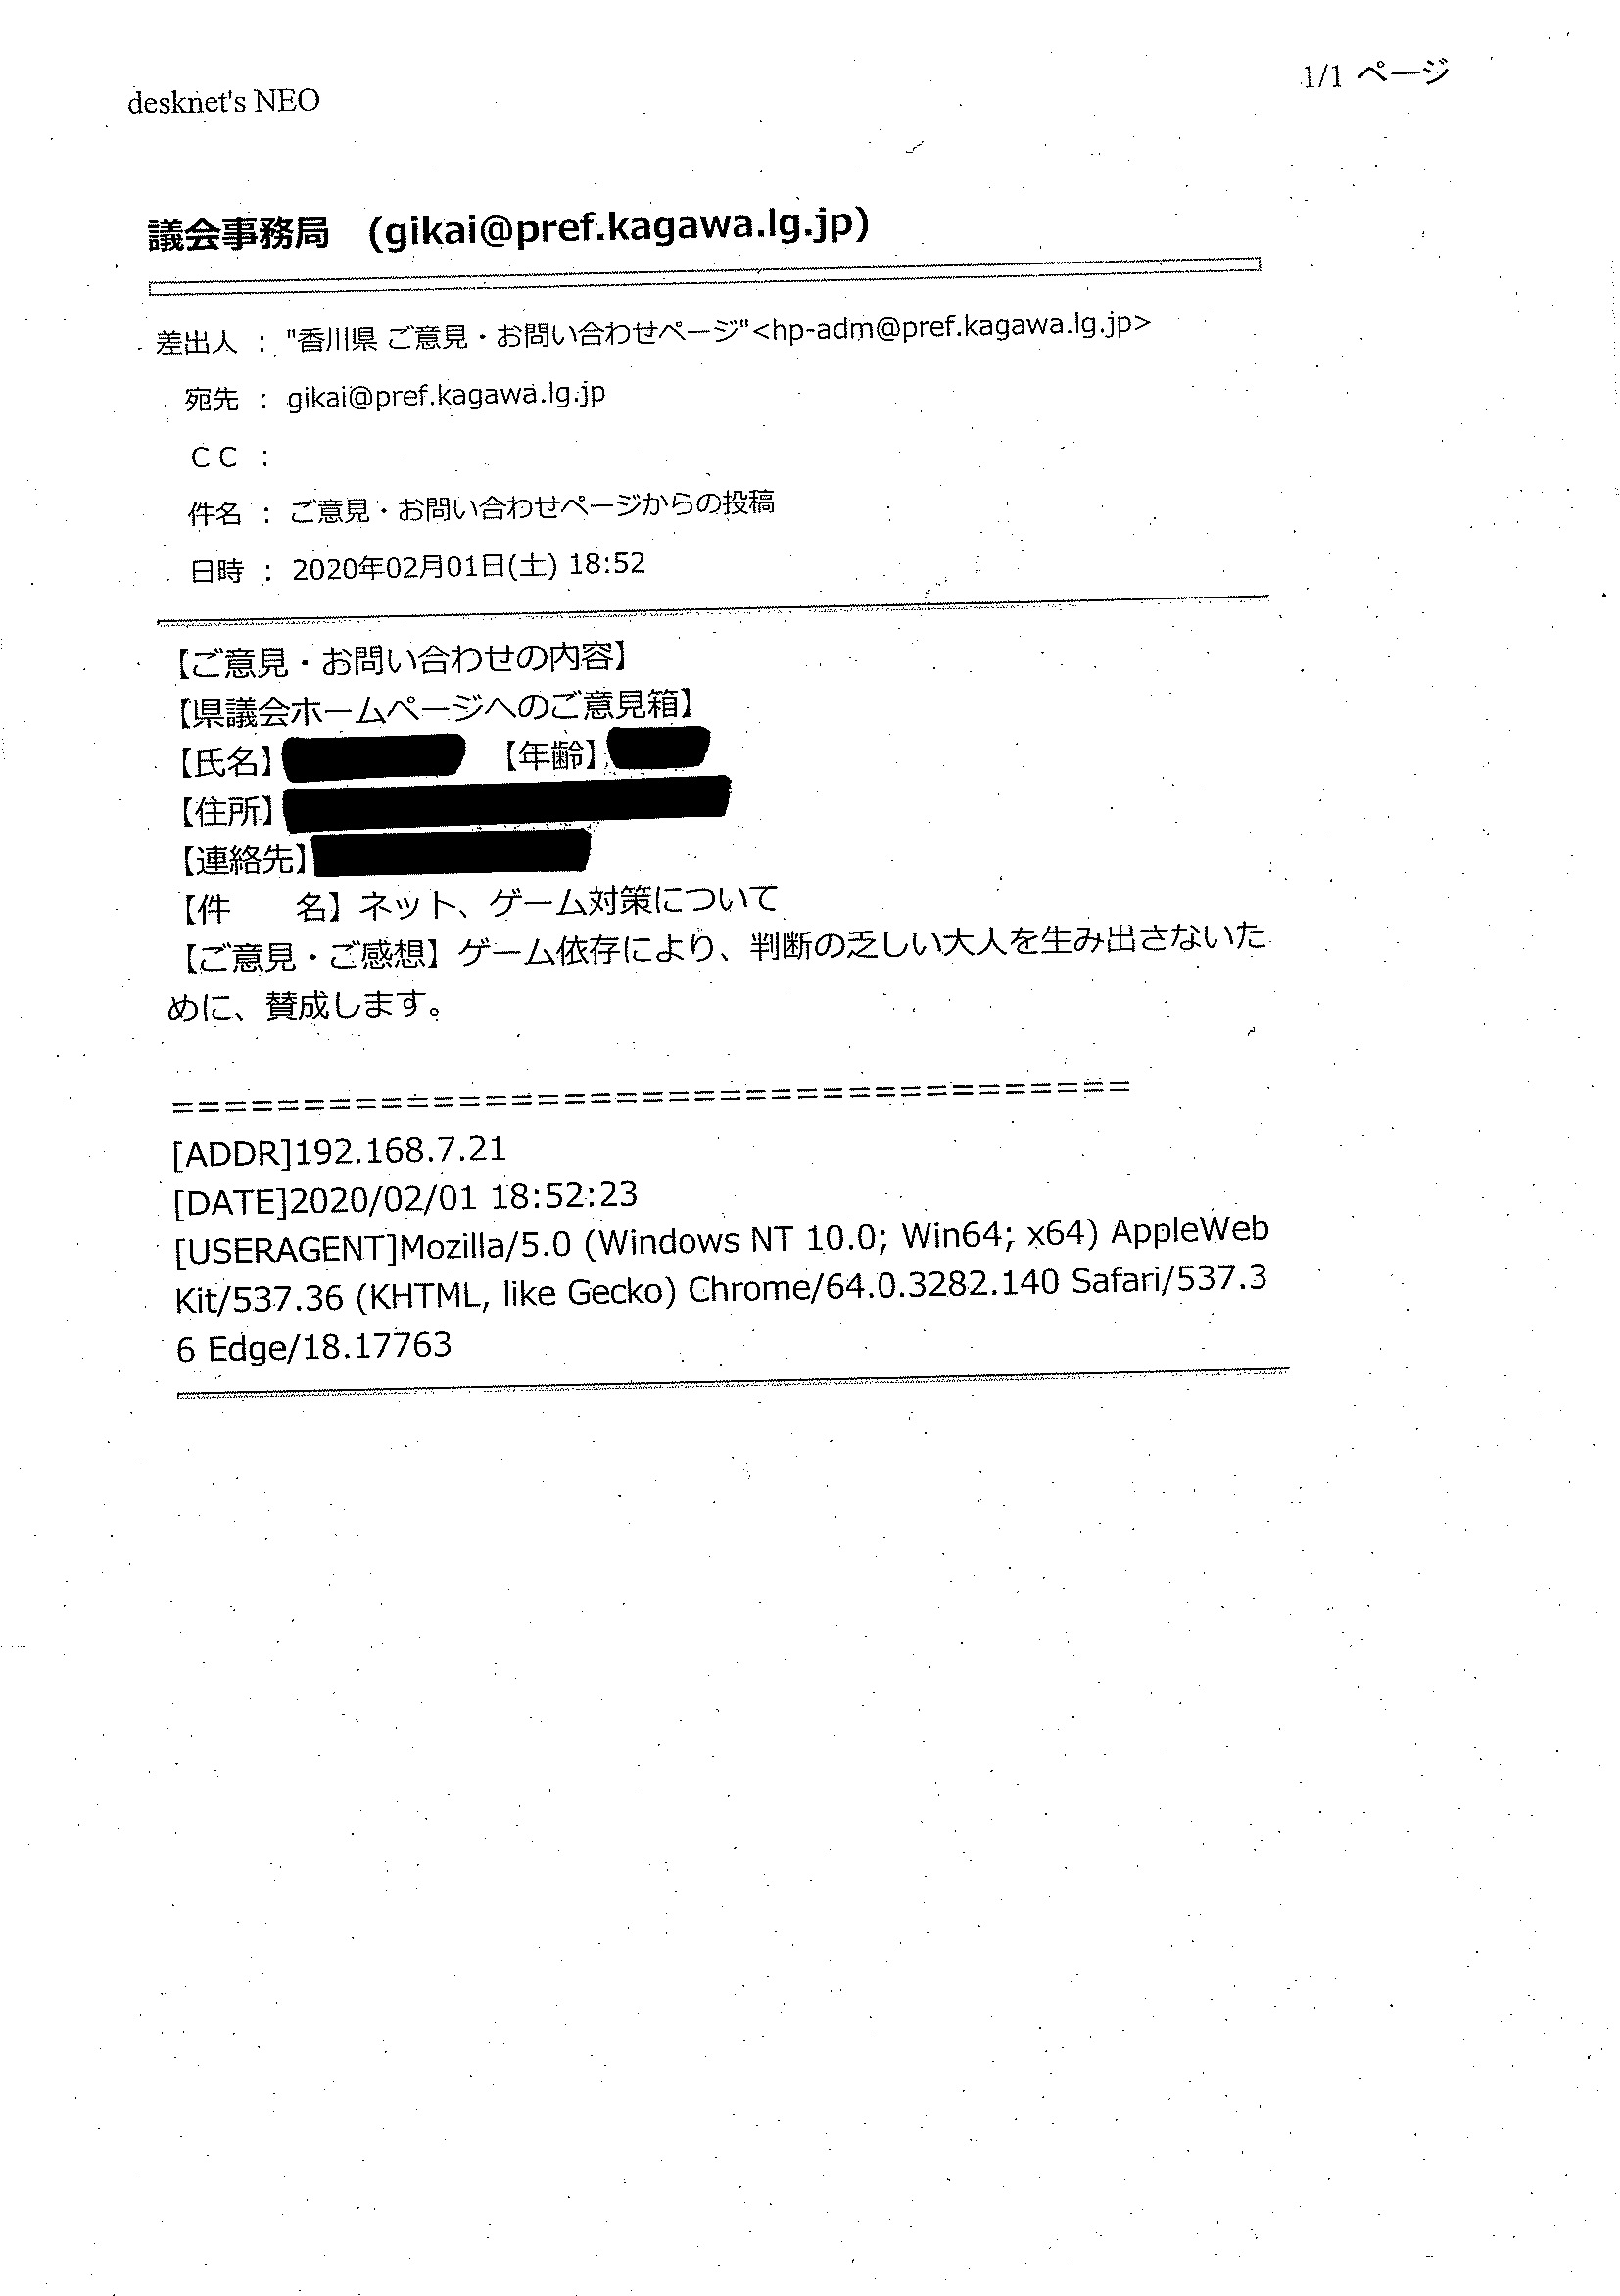 desknet's NEO
1/1 ページ
議会事務局 (gikai@pref.kagawa.lg.jp)
差出人 : "香川県 ご意見・お問い合わせページ"<hp-adm@pref.kagawa.lg.jp>
宛先 : gikai@pref.kagawa.lg.jp
CC :
件名 : ご意見・お問い合わせページからの投稿
日時 : 2020年02月01日(土) 18:52
【ご意見・お問い合わせの内容】
【県議会ホームページへのご意見箱】
【氏名】 【年齢】
【住所】
【連絡先】
【件　　名】ネット、ゲーム対策について
【ご意見・ご感想】ゲーム依存により、判断の乏しい大人を生み出さないた
めに、賛成します。
=====================================
[ADDR]192.168.7.21
[DATE]2020/02/01 18:52:23
[USERAGENT]Mozilla/5.0 (Windows NT 10.0; Win64; x64) AppleWeb
Kit/537.36 (KHTML, like Gecko) Chrome/64.0.3282.140 Safari/537.3
6 Edge/18.17763